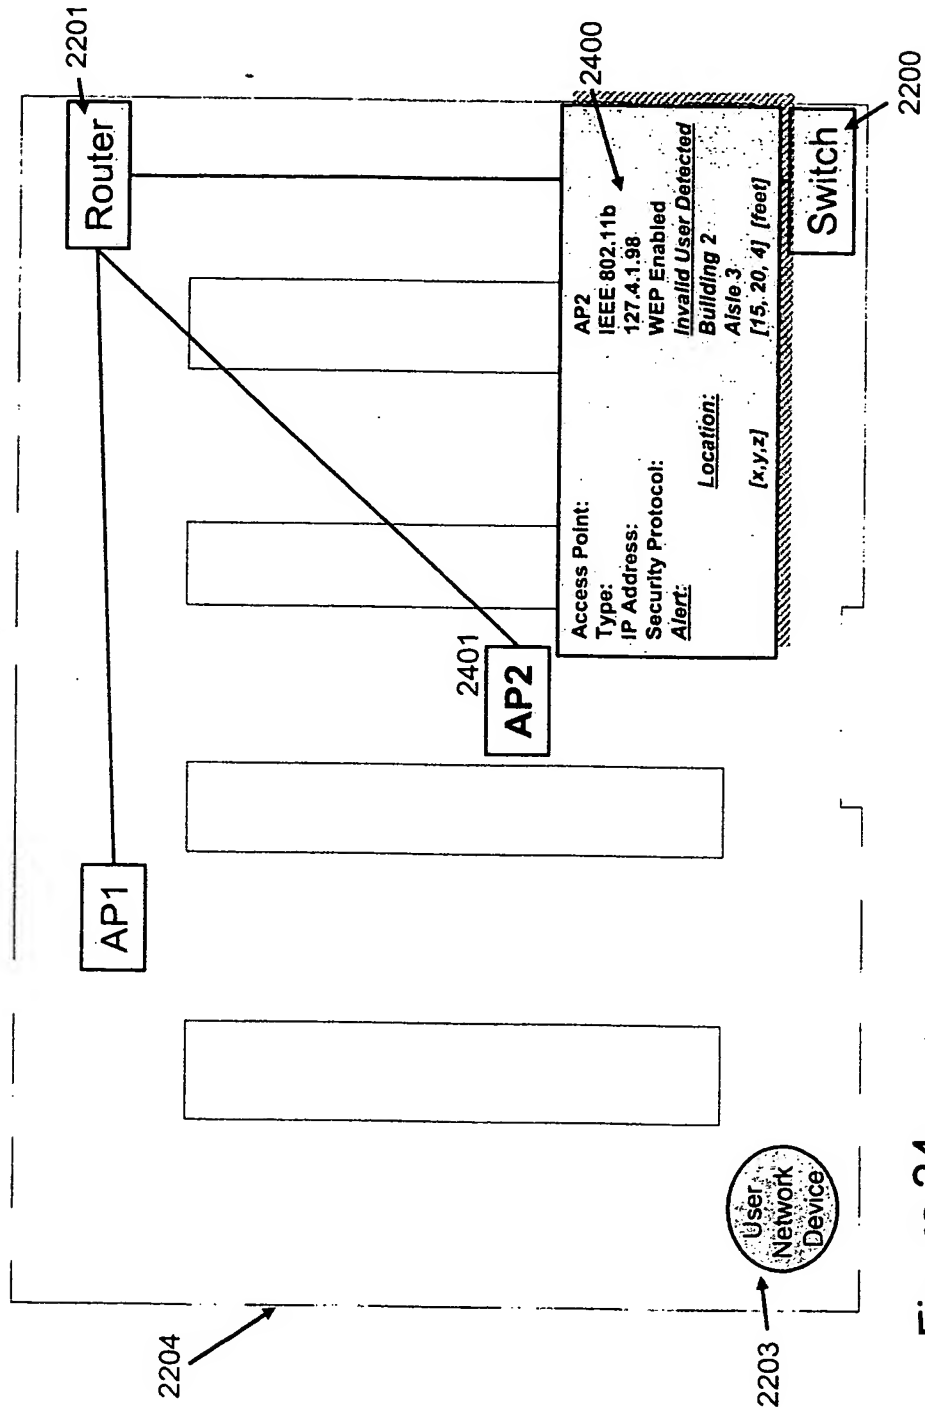 2201
Router
AP1
2204
2401
AP2
2400
Access Point: AP2
Type: IEEE 802.11b
IP Address: 127.4.1.98
Security Protocol: WEP Enabled
Alert: Invalid User Detected
Location: Building 2
Aisle 3
[x,y,z] [15, 20, 4] [feet]
User
Network
Device
2203
Switch
2200
Figure 24